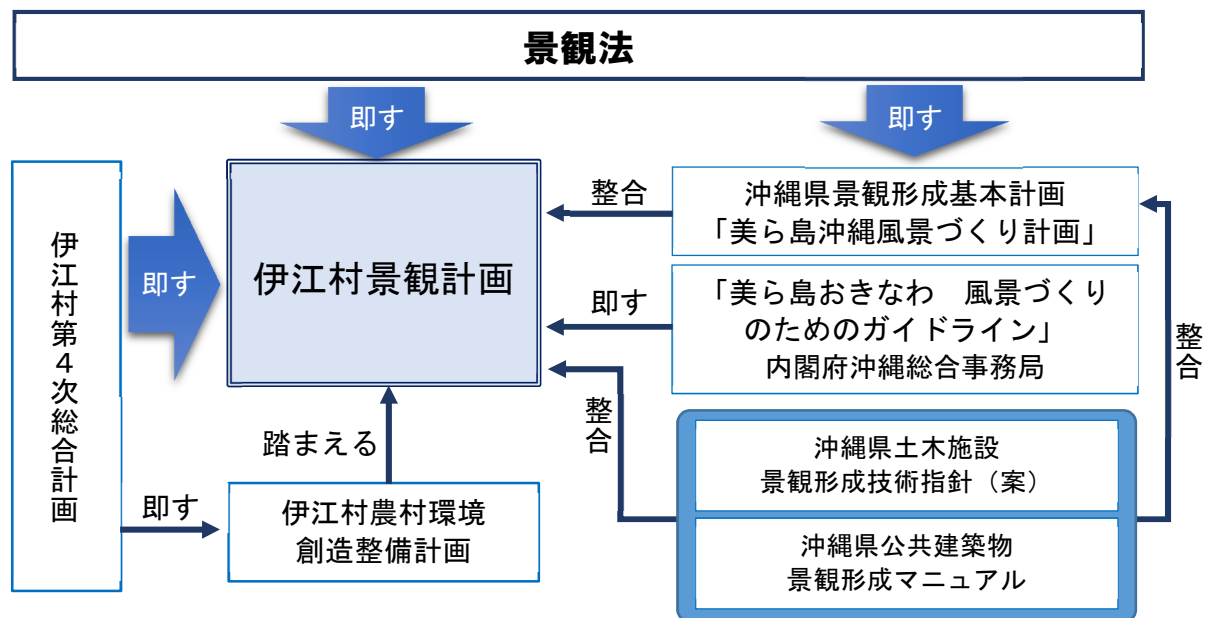 景観法
即す
即す
伊江村第４次総合計画
即す
伊江村景観計画
整合
沖縄県景観形成基本計画
「美ら島沖縄風景づくり計画」
即す
「美ら島おきなわ　風景づくり
のためのガイドライン」
内閣府沖縄総合事務局
整合
整合
踏まえる
沖縄県土木施設
景観形成技術指針（案）
即す
伊江村農村環境
創造整備計画
沖縄県公共建築物
景観形成マニュアル